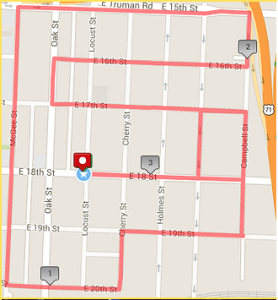 E Truman Rd E 15th St
Oak St
Locust St
2
E 16th St
E 16th St
E 17th St
71
McGee St
Cherry St
Campbell St
3
E 18th St
E 18 St
Oak St
Locust St
Cherry St
Holmes St
E 19th St
E 19th St
1
E 20th St